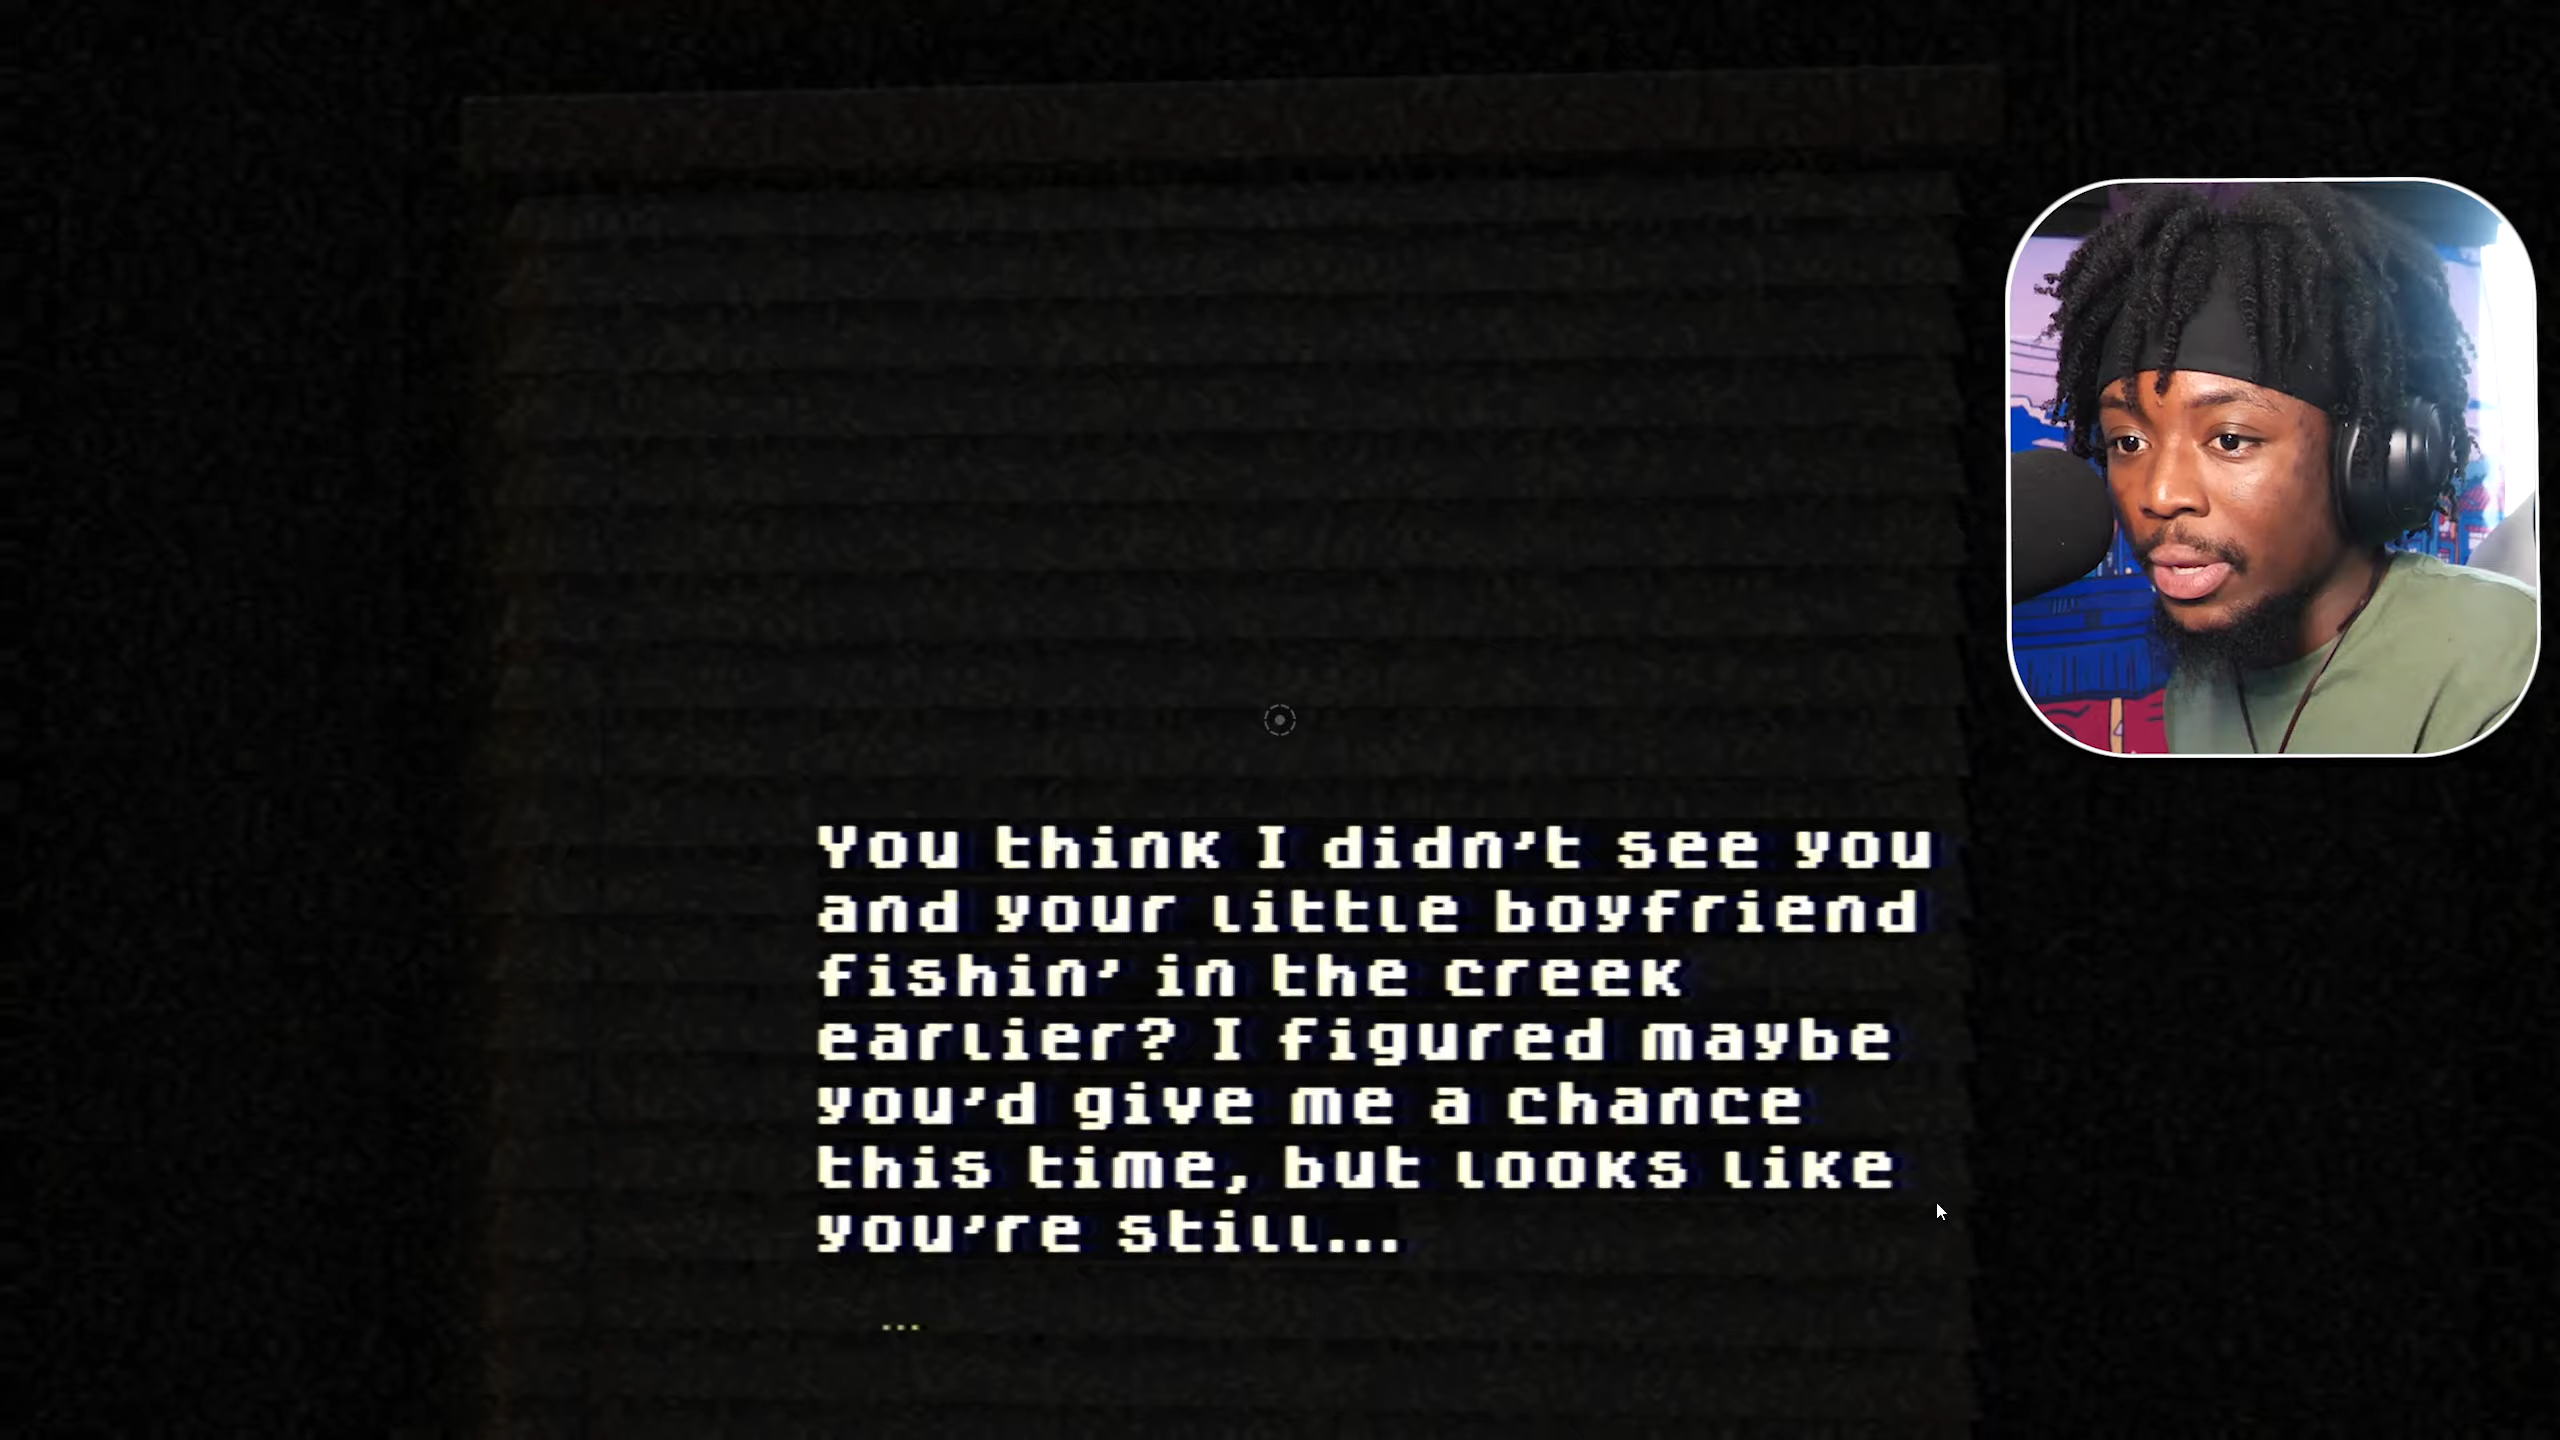 You think I didn't see you
and your little boyfriend
fishin' in the creek
earlier? I figured maybe
you'd give me a chance
this time, but looks like
you're still...
...